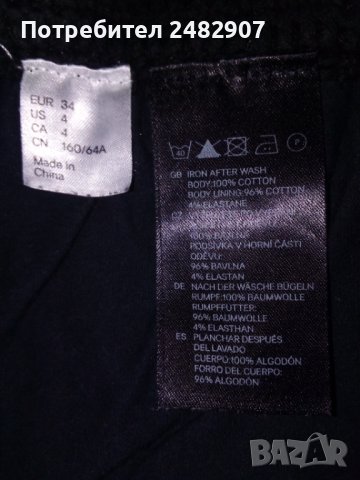 Потребител 2482907
EUR 34
US 4
CA 4
CN 160/64A
Made in
China
40
P
GB IRON AFTER WASH
BODY:100% COTTON
BODY LINING:96% COTTON
4% ELASTANE
CZ
100% BAVLNA
PODŠÍVKA V HORNÍ ČÁSTI
ODĚVU:
96% BAVLNA
4% ELASTAN
DE NACH DER WÄSCHE BÜGELN
RUMPF:100% BAUMWOLLE
RUMPFFUTTER:
96% BAUMWOLLE
4% ELASTHAN
ES PLANCHAR DESPUÉS
DEL LAVADO
CUERPO:100% ALGODÓN
FORRO DEL CUERPO:
96% ALGODÓN
BAZAR